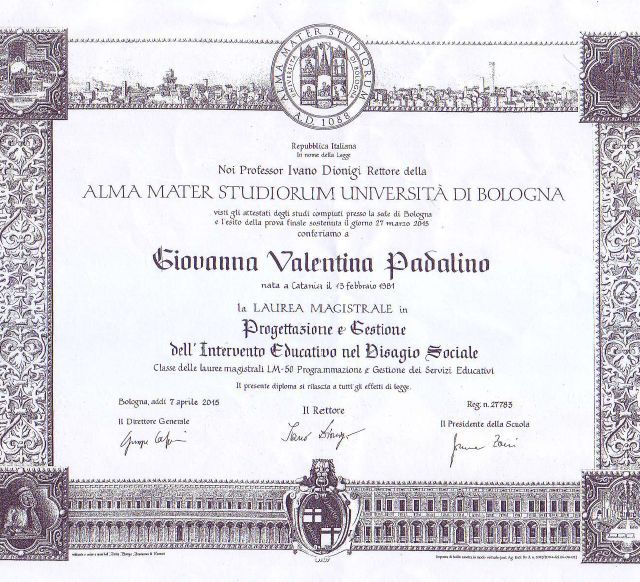 ALMA MATER STUDIORUM
UNIVERSITÀ DI BOLOGNA
A.D. 1088
Repubblica Italiana
In nome della Legge
Noi Professor Ivano Dionigi Rettore della
ALMA MATER STUDIORUM UNIVERSITÀ DI BOLOGNA
visti gli attestati degli studi compiuti presso la sede di Bologna
e l'esito della prova finale sostenuta il giorno 27 marzo 2015
conferiamo a
Giovanna Valentina Padalino
nata a Catania il 13 febbraio 1981
la LAUREA MAGISTRALE in
Progettazione e Gestione
dell'Intervento Educativo nel Disagio Sociale
Classe delle lauree magistrali LM-50 Programmazione e Gestione dei Servizi Educativi
Il presente diploma si rilascia a tutti gli effetti di legge.
Bologna, addì 7 aprile 2015
Reg: n. 27783
Il Direttore Generale
Il Rettore
Il Presidente della Scuola